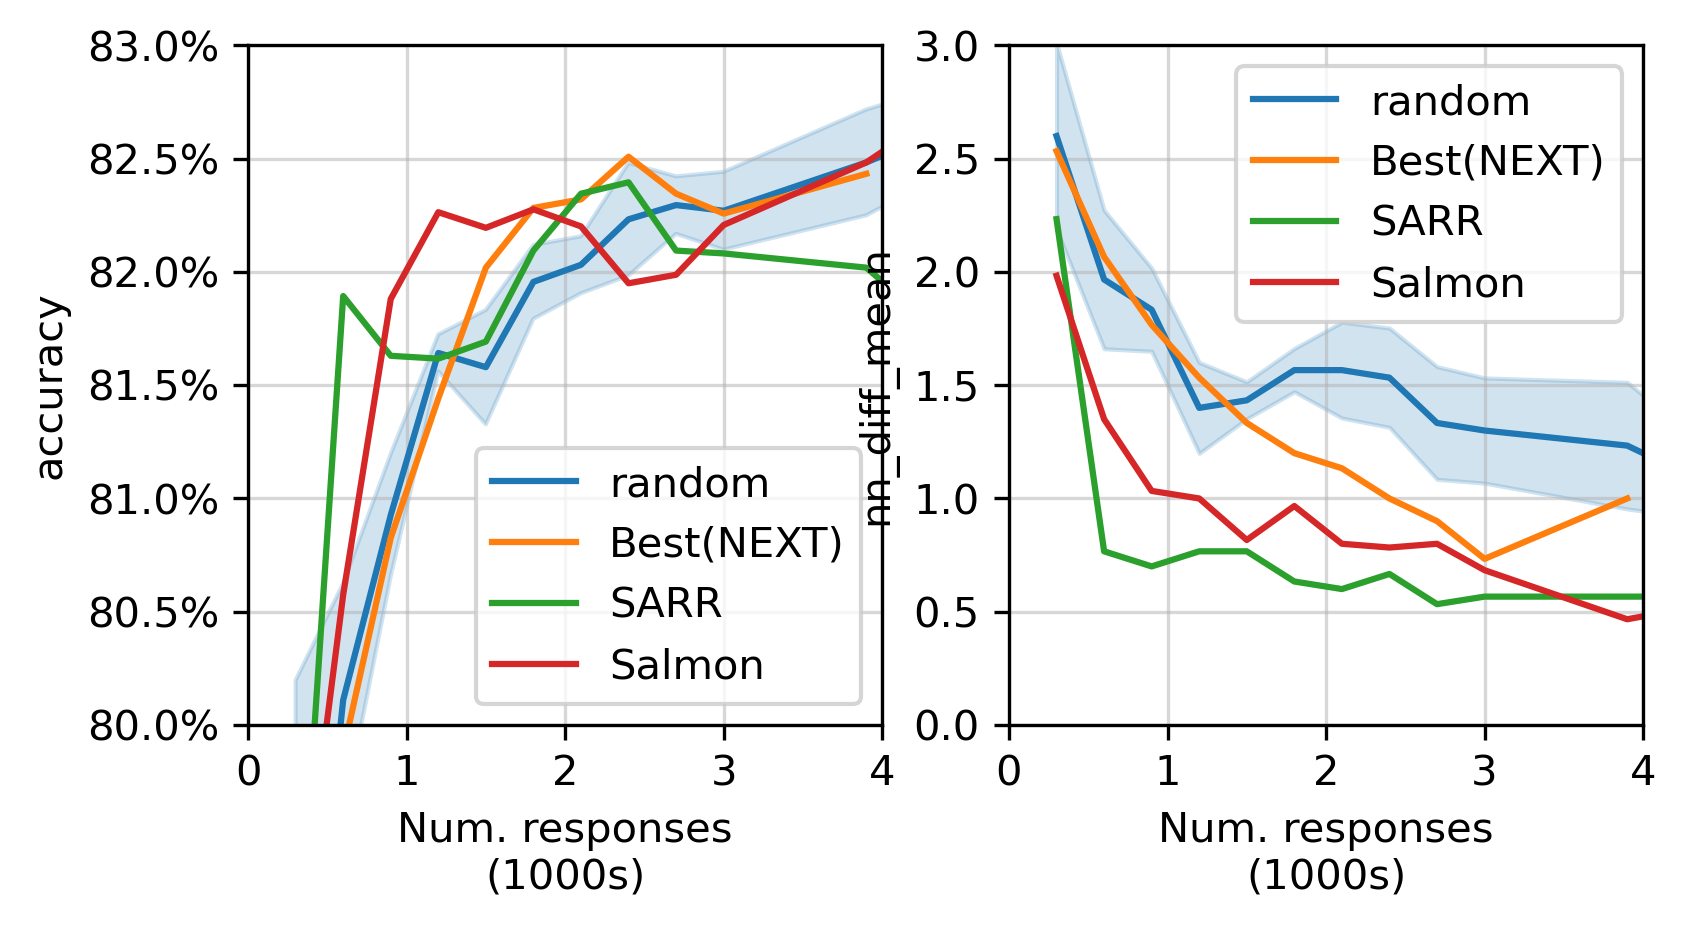 83.0%
82.5%
82.0%
81.5%
81.0%
80.5%
80.0%
accuracy
0 1 2 3 4
Num. responses
(1000s)
random
Best(NEXT)
SARR
Salmon
3.0
2.5
2.0
1.5
1.0
0.5
0.0
nn_diff_mean
0 1 2 3 4
Num. responses
(1000s)
random
Best(NEXT)
SARR
Salmon